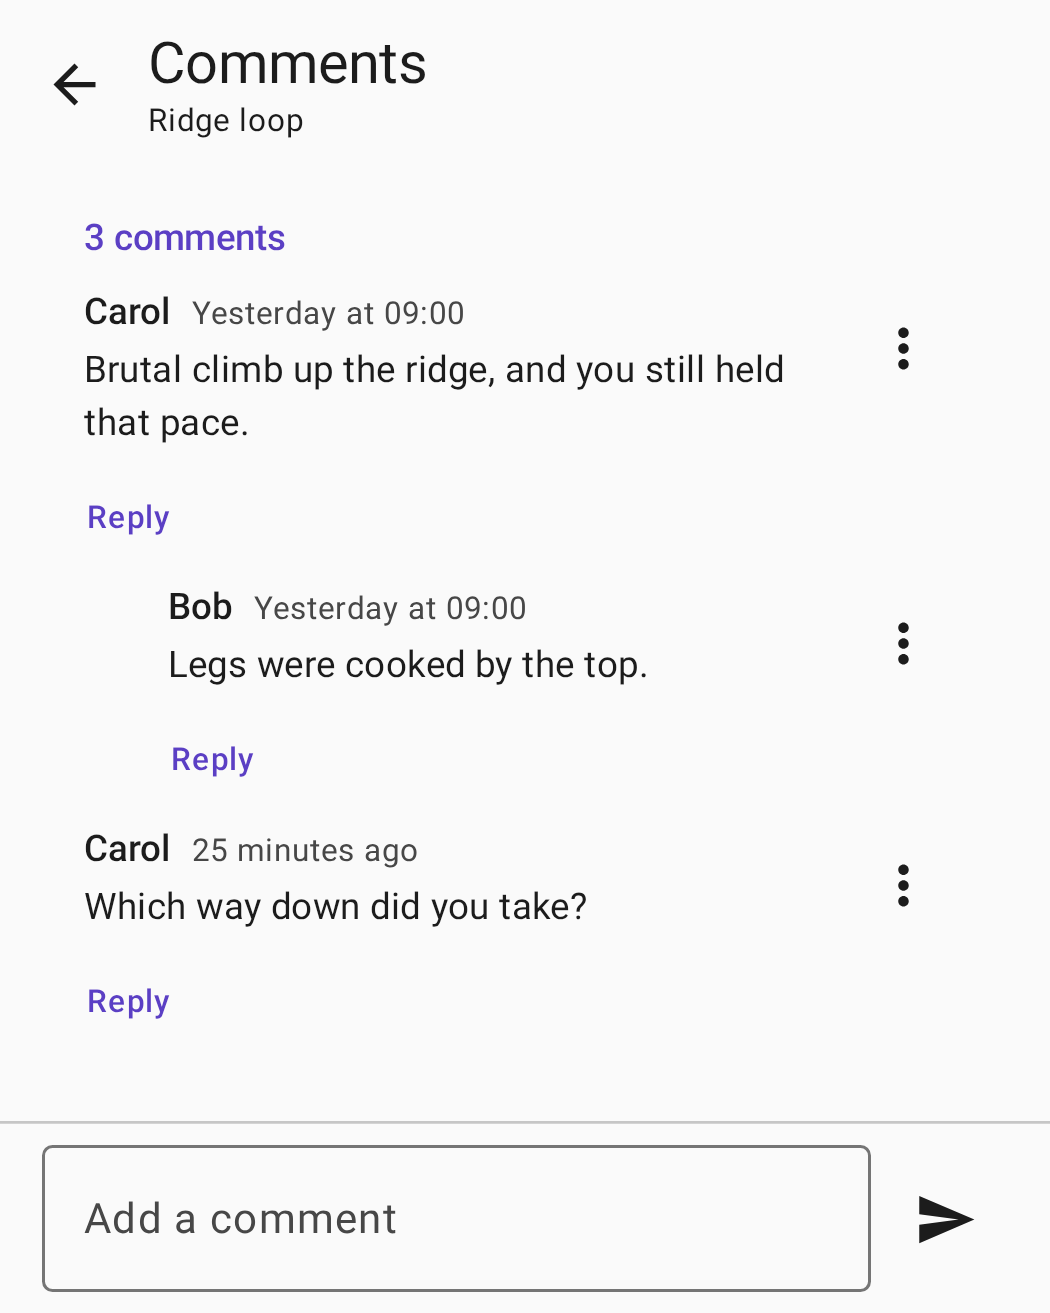 Comments
Ridge loop
3 comments
Carol Yesterday at 09:00
Brutal climb up the ridge, and you still held
that pace.
Reply
Bob Yesterday at 09:00
Legs were cooked by the top.
Reply
Carol 25 minutes ago
Which way down did you take?
Reply
Add a comment